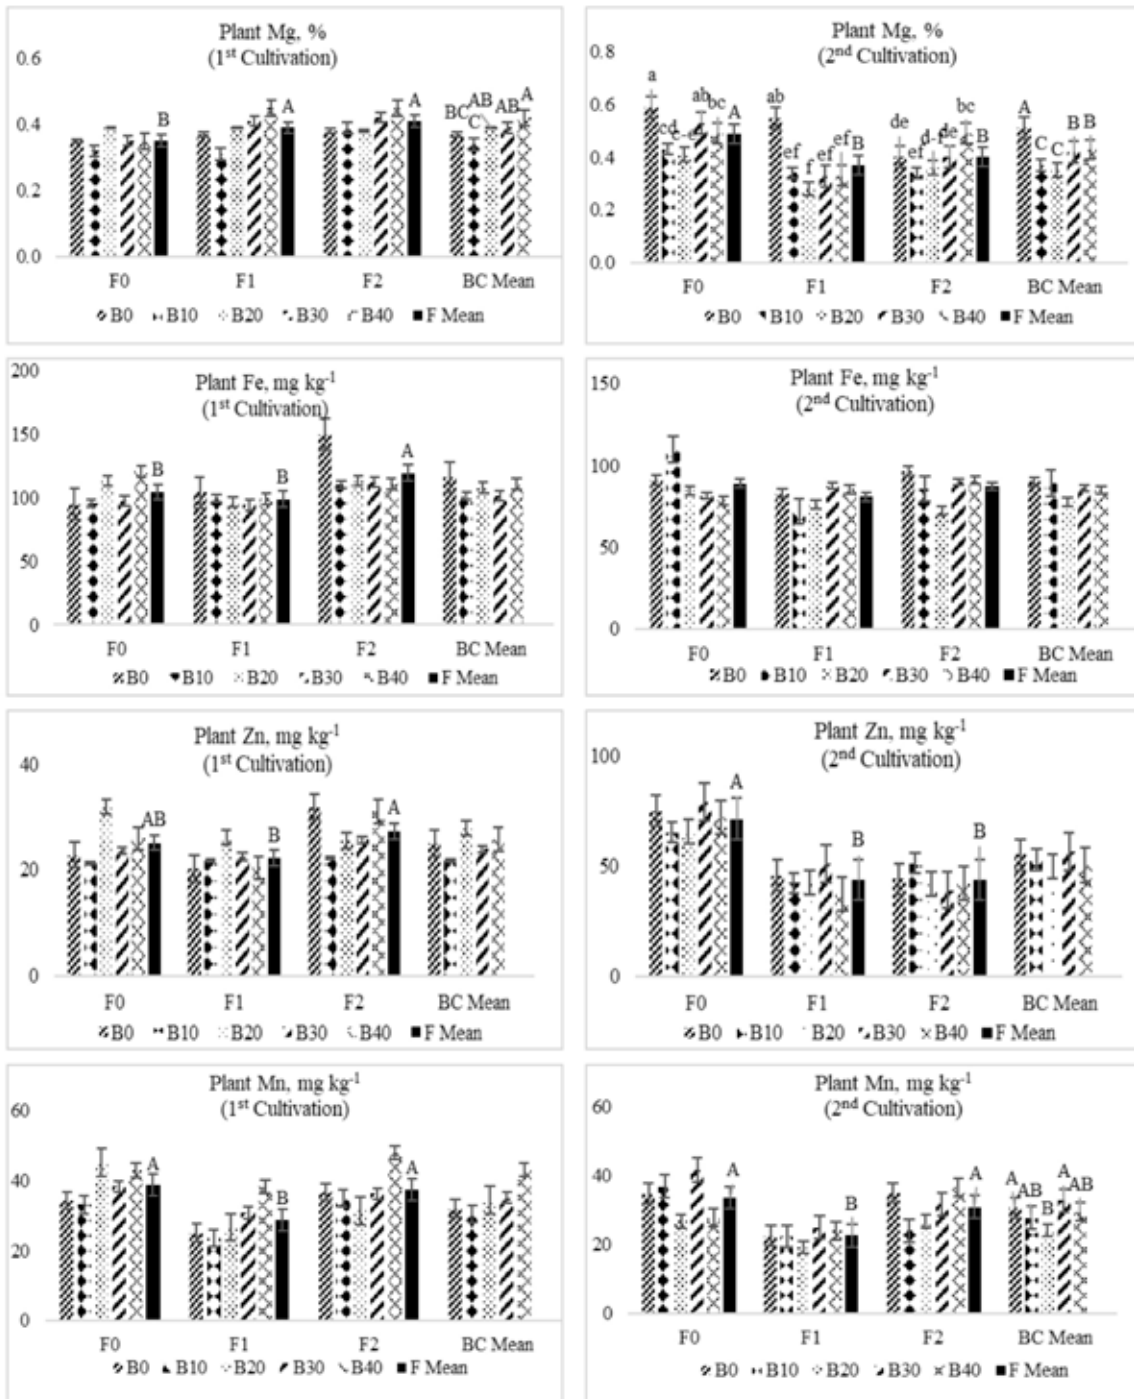 Plant Mg, %
(1st Cultivation)
0.6
0.4
0.2
0.0
B
A
A
BC
C
AB
AB
A
F0 F1 F2 BC Mean
B0 B10 B20 B30 B40 F Mean
Plant Mg, %
(2nd Cultivation)
0.8
0.6
0.4
0.2
0.0
a
cd
ab
bc
A
ab
ef
f
ef
ef
B
de
ef
de
bc
B
A
C
C
B
B
F0 F1 F2 BC Mean
B0 B10 B20 B30 B40 F Mean
Plant Fe, mg kg-1
(1st Cultivation)
200
150
100
50
0
B
B
A
F0 F1 F2 BC Mean
B0 B10 B20 B30 B40 F Mean
Plant Fe, mg kg-1
(2nd Cultivation)
150
100
50
0
F0 F1 F2 BC Mean
B0 B10 B20 B30 B40 F Mean
Plant Zn, mg kg-1
(1st Cultivation)
40
20
0
AB
B
A
F0 F1 F2 BC Mean
B0 B10 B20 B30 B40 F Mean
Plant Zn, mg kg-1
(2nd Cultivation)
100
50
0
A
B
B
F0 F1 F2 BC Mean
B0 B10 B20 B30 B40 F Mean
Plant Mn, mg kg-1
(1st Cultivation)
60
40
20
0
A
B
A
F0 F1 F2 BC Mean
B0 B10 B20 B30 B40 F Mean
Plant Mn, mg kg-1
(2nd Cultivation)
60
40
20
0
A
B
A
A
AB
B
A
AB
F0 F1 F2 BC Mean
B0 B10 B20 B30 B40 F Mean